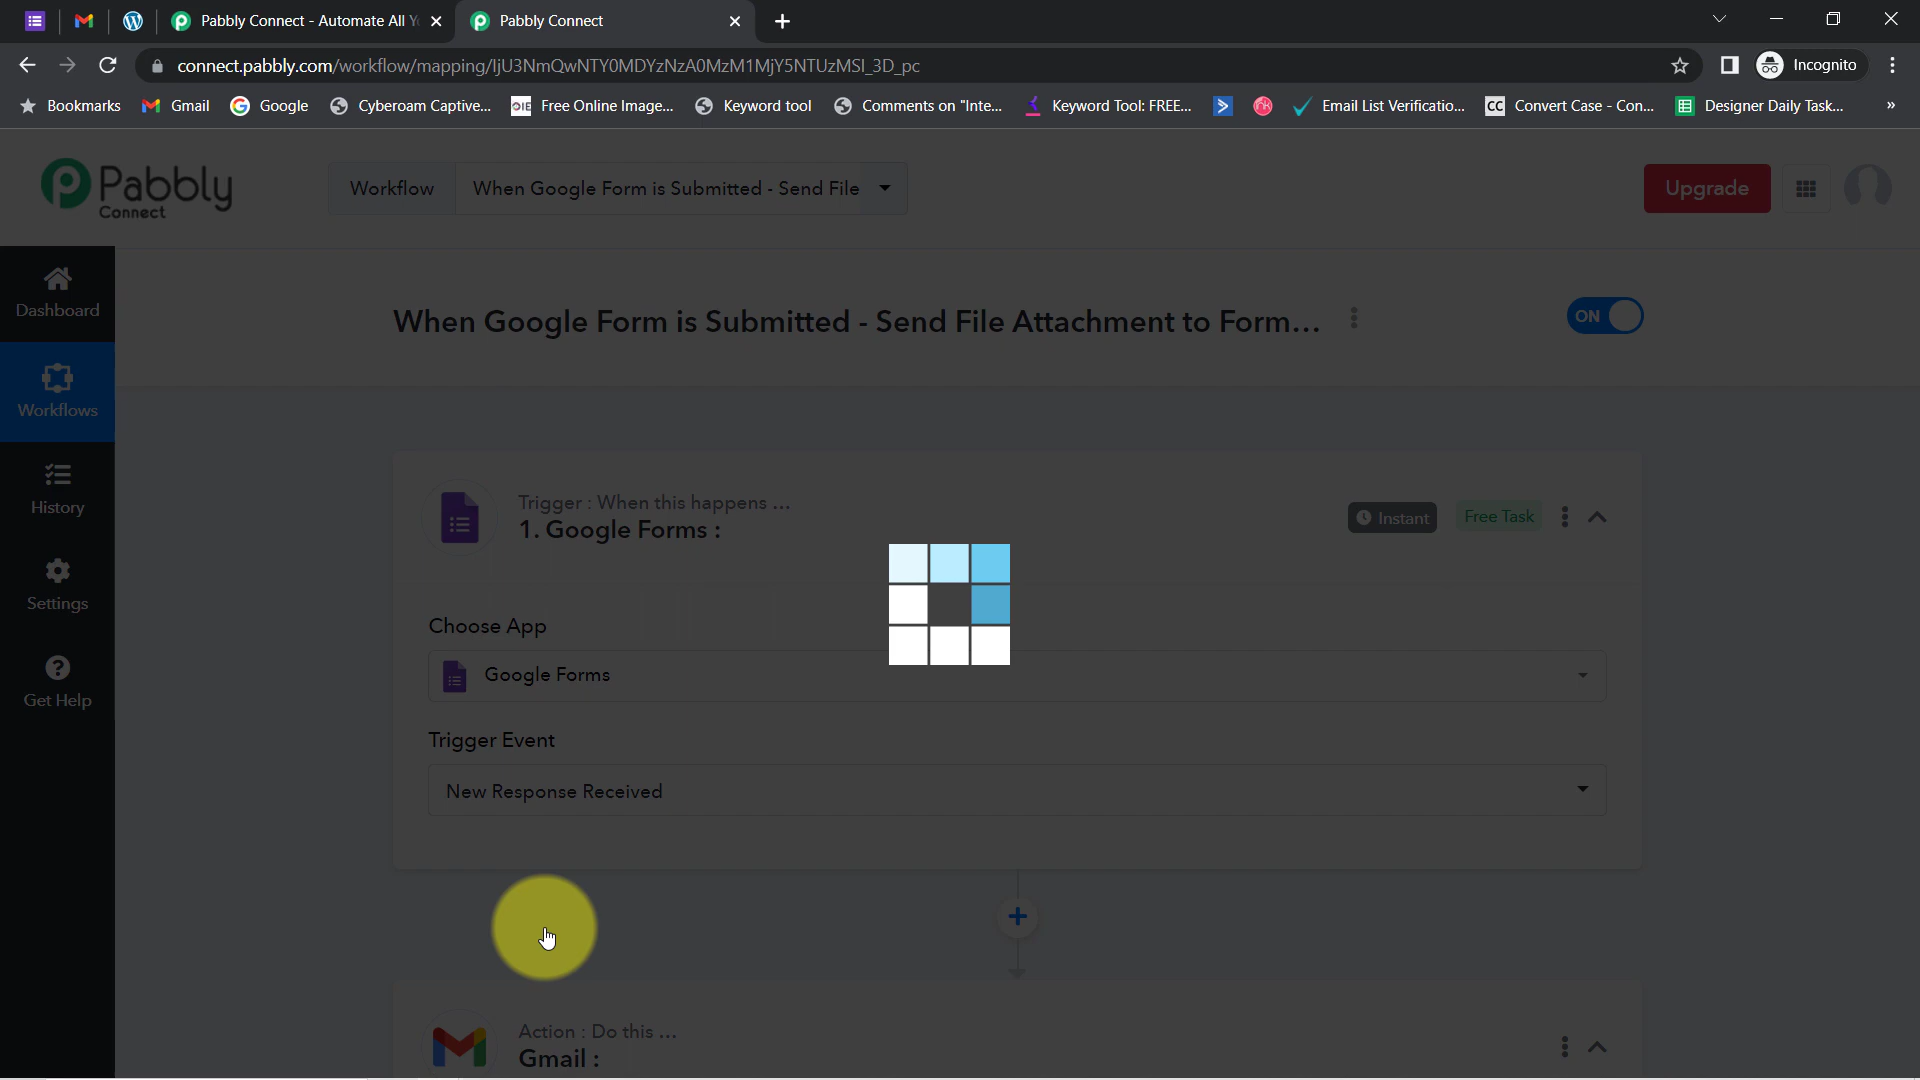 Pabbly Connect - Automate All Y
Pabbly Connect
connect.pabbly.com/workflow/mapping/IjU3NmQwNTY0MDYzNzA0MzM1MjY5NTUzMSI_3D_pc
Incognito
Bookmarks
Gmail
Google
Cyberoam Captive...
OIE
Free Online Image...
Keyword tool
Comments on "Inte...
Keyword Tool: FREE...
Email List Verificatio...
CC
Convert Case - Con...
Designer Daily Task...
»
Pabbly
Connect
Workflow
When Google Form is Submitted - Send File
Upgrade
Dashboard
When Google Form is Submitted - Send File Attachment to Form...
ON
Workflows
History
Settings
Get Help
Trigger : When this happens ...
1. Google Forms :
Instant
Free Task
Choose App
Google Forms
Trigger Event
New Response Received
Action : Do this ...
Gmail :